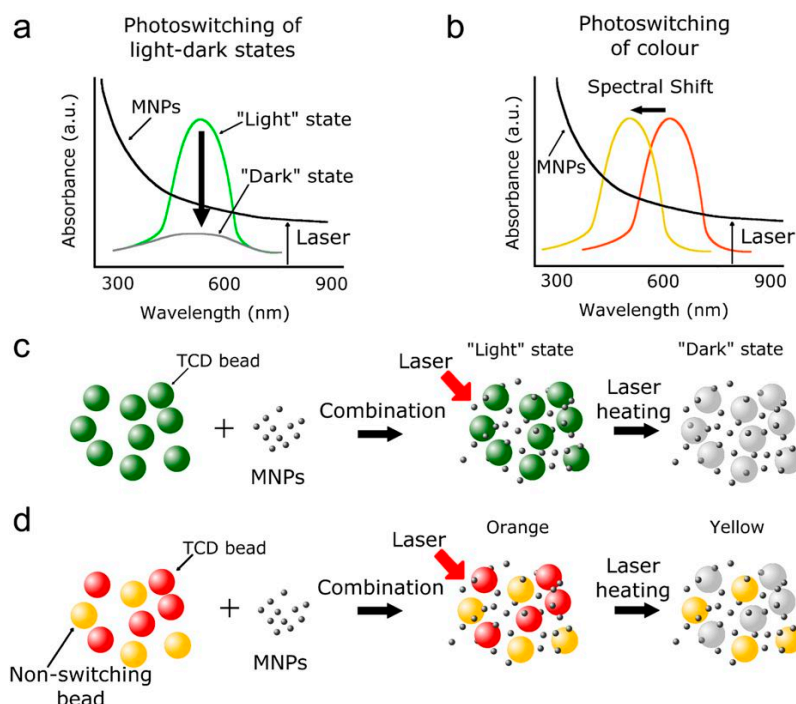 a
Photoswitching of
light-dark states
Absorbance (a.u.)
MNPs
"Light" state
"Dark" state
Laser
300
600
900
Wavelength (nm)
b
Photoswitching
of colour
Absorbance (a.u.)
Spectral Shift
MNPs
Laser
300
600
900
Wavelength (nm)
c
TCD bead
+
MNPs
Combination
Laser
"Light" state
Laser
heating
"Dark" state
d
TCD bead
+
Non-switching
bead
MNPs
Combination
Laser
Orange
Laser
heating
Yellow